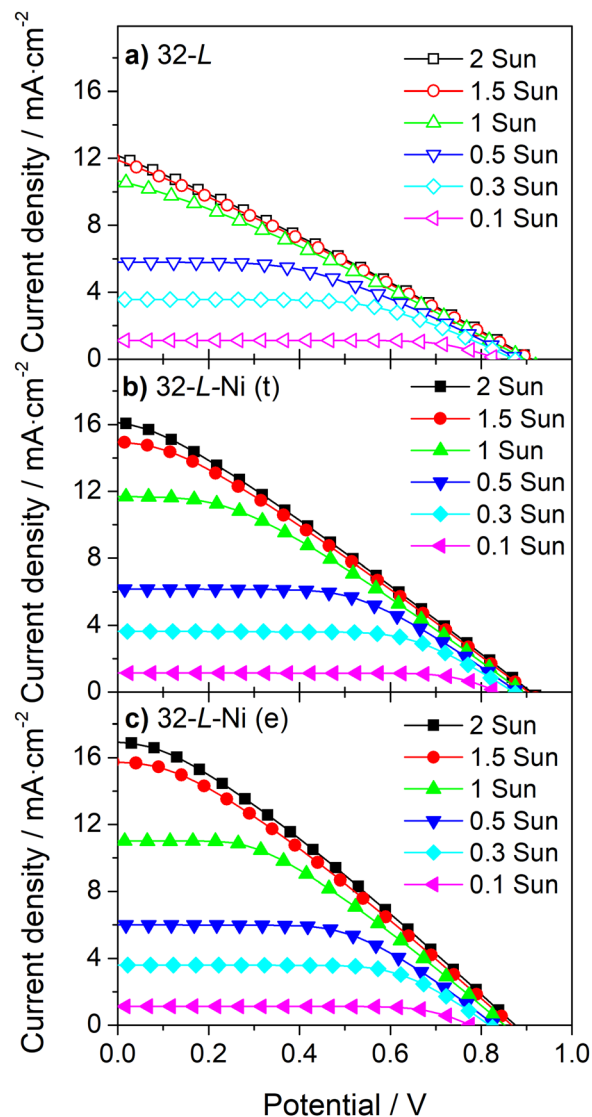 a) 32-L
2 Sun
1.5 Sun
1 Sun
0.5 Sun
0.3 Sun
0.1 Sun
16
12
8
4
0
Current density / mA·cm⁻²
b) 32-L-Ni (t)
2 Sun
1.5 Sun
1 Sun
0.5 Sun
0.3 Sun
0.1 Sun
16
12
8
4
0
Current density / mA·cm⁻²
c) 32-L-Ni (e)
2 Sun
1.5 Sun
1 Sun
0.5 Sun
0.3 Sun
0.1 Sun
16
12
8
4
0
Current density / mA·cm⁻²
0.0 0.2 0.4 0.6 0.8 1.0
Potential / V